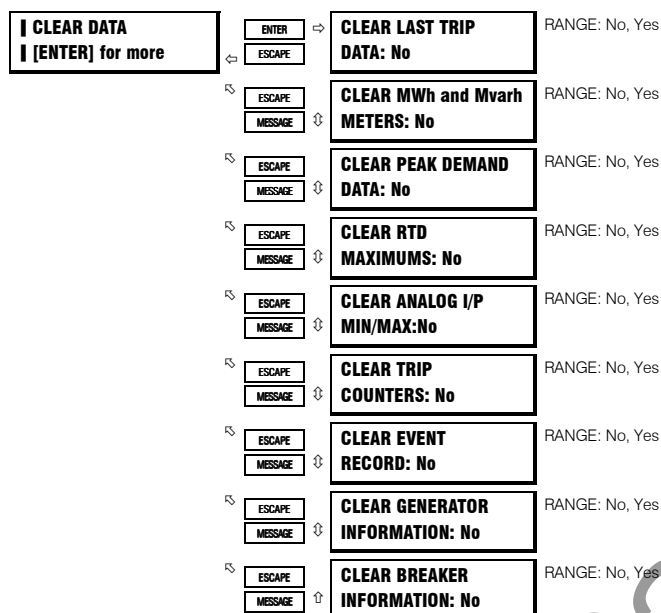 CLEAR DATA
[ENTER] for more
ENTER
ESCAPE
CLEAR LAST TRIP
DATA: No
RANGE: No, Yes
ESCAPE
MESSAGE
CLEAR MWh and Mvarh
METERS: No
RANGE: No, Yes
ESCAPE
MESSAGE
CLEAR PEAK DEMAND
DATA: No
RANGE: No, Yes
ESCAPE
MESSAGE
CLEAR RTD
MAXIMUMS: No
RANGE: No, Yes
ESCAPE
MESSAGE
CLEAR ANALOG I/P
MIN/MAX:No
RANGE: No, Yes
ESCAPE
MESSAGE
CLEAR TRIP
COUNTERS: No
RANGE: No, Yes
ESCAPE
MESSAGE
CLEAR EVENT
RECORD: No
RANGE: No, Yes
ESCAPE
MESSAGE
CLEAR GENERATOR
INFORMATION: No
RANGE: No, Yes
ESCAPE
MESSAGE
CLEAR BREAKER
INFORMATION: No
RANGE: No, Yes